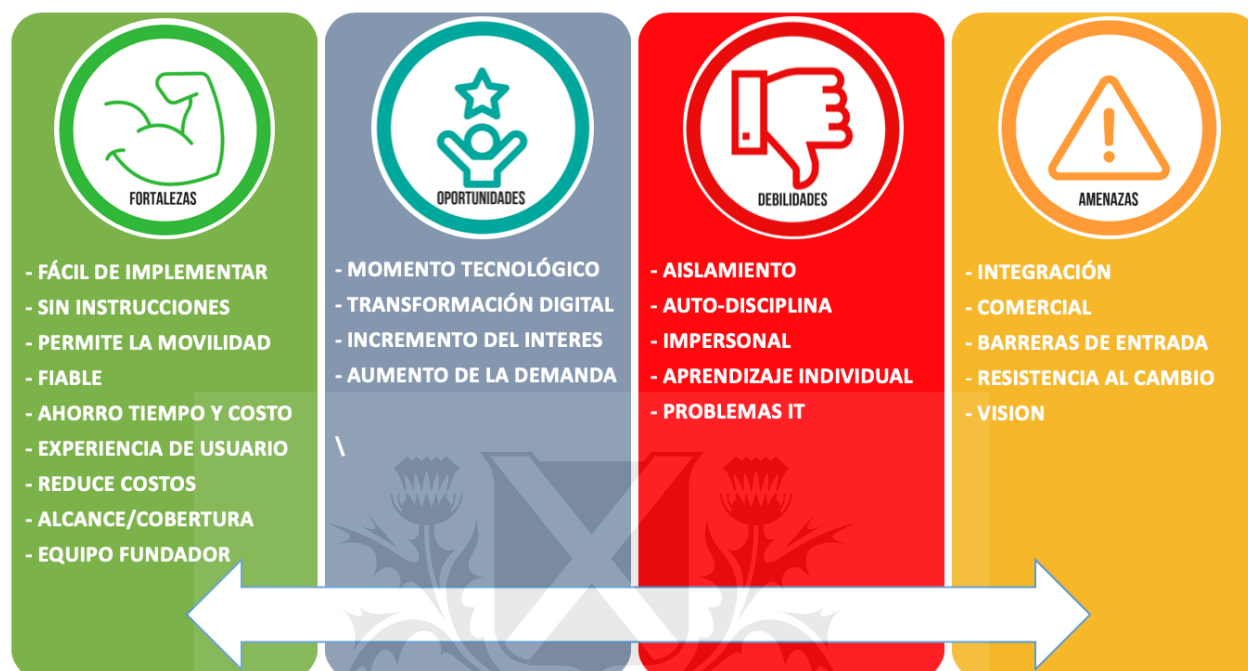 FORTALEZAS
- FÁCIL DE IMPLEMENTAR
- SIN INSTRUCCIONES
- PERMITE LA MOVILIDAD
- FIABLE
- AHORRO TIEMPO Y COSTO
- EXPERIENCIA DE USUARIO
- REDUCE COSTOS
- ALCANCE/COBERTURA
- EQUIPO FUNDADOR
OPORTUNIDADES
- MOMENTO TECNOLÓGICO
- TRANSFORMACIÓN DIGITAL
- INCREMENTO DEL INTERES
- AUMENTO DE LA DEMANDA
\
DEBILIDADES
- AISLAMIENTO
- AUTO-DISCIPLINA
- IMPERSONAL
- APRENDIZAJE INDIVIDUAL
- PROBLEMAS IT
AMENAZAS
- INTEGRACIÓN
- COMERCIAL
- BARRERAS DE ENTRADA
- RESISTENCIA AL CAMBIO
- VISION